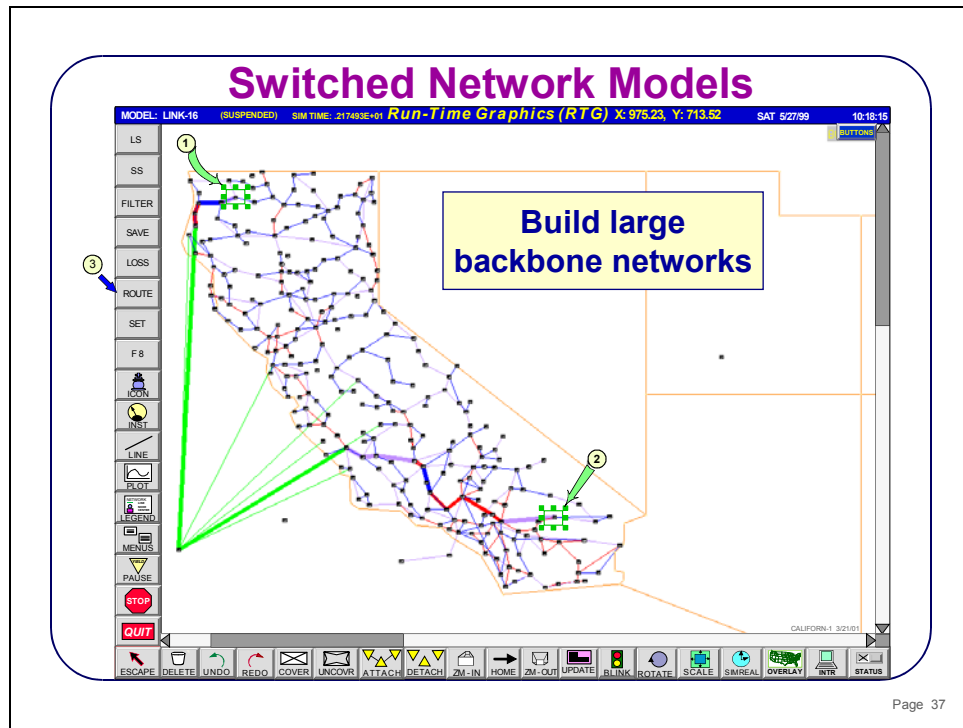 Switched Network Models
MODEL: LINK-16 (SUSPENDED) SIM TIME: .217493E+01 Run-Time Graphics (RTG) X: 975.23, Y: 713.52 SAT 5/27/99 10:18:15
BUTTONS
LS
SS
FILTER
SAVE
LOSS
ROUTE
SET
F 8
ICON
INST
LINE
PLOT
LEGEND
MENUS
PAUSE
STOP
QUIT
1
3
Build large
backbone networks
2
CALIFORN-1 3/21/01
ESCAPE DELETE UNDO REDO COVER UNCOVR ATTACH DETACH ZM-IN HOME ZM-OUT UPDATE BLINK ROTATE SCALE SIMREAL OVERLAY INTR STATUS
Page 37